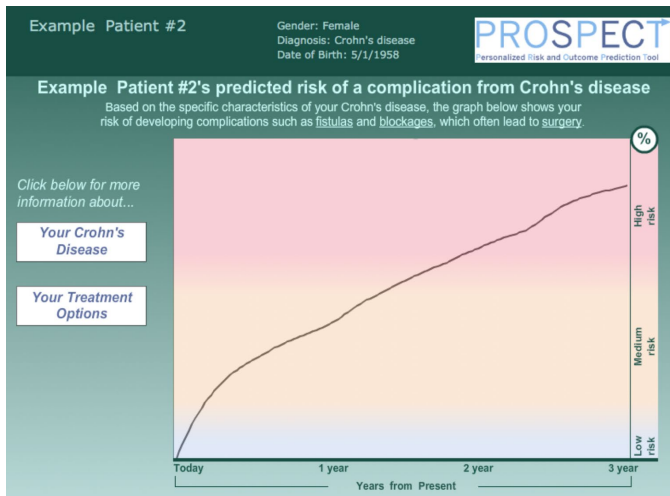 Example Patient #2
Gender: Female
Diagnosis: Crohn's disease
Date of Birth: 5/1/1958
PROSPECT
Personalized Risk and Outcome Prediction Tool
Example Patient #2's predicted risk of a complication from Crohn's disease
Based on the specific characteristics of your Crohn's disease, the graph below shows your
risk of developing complications such as fistulas and blockages, which often lead to surgery.
%
Click below for more
information about...
Your Crohn's
Disease
Your Treatment
Options
High
risk
Medium
risk
Low
risk
Today 1 year 2 year 3 year
Years from Present